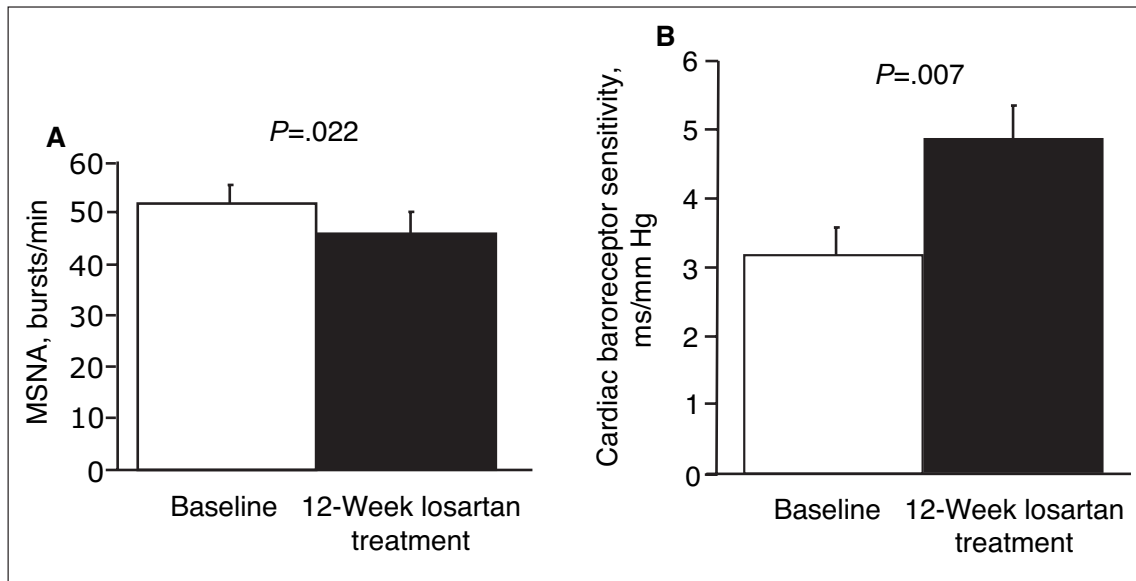 A
P=.022
MSNA, bursts/min
60
50
40
30
20
10
0
Baseline
12-Week losartan
treatment
B
P=.007
Cardiac baroreceptor sensitivity,
ms/mm Hg
6
5
4
3
2
1
0
Baseline
12-Week losartan
treatment